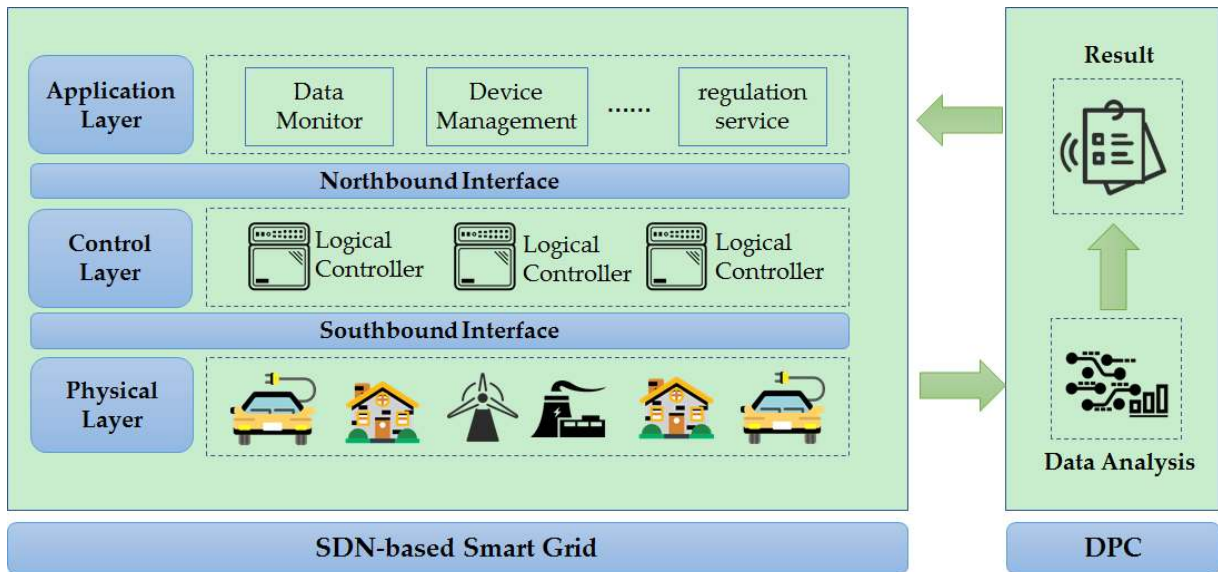 Application
Layer
Data
Monitor
Device
Management
......
regulation
service
Northbound Interface
Control
Layer
Logical
Controller
Logical
Controller
Logical
Controller
Southbound Interface
Physical
Layer
SDN-based Smart Grid
Result
Data Analysis
DPC